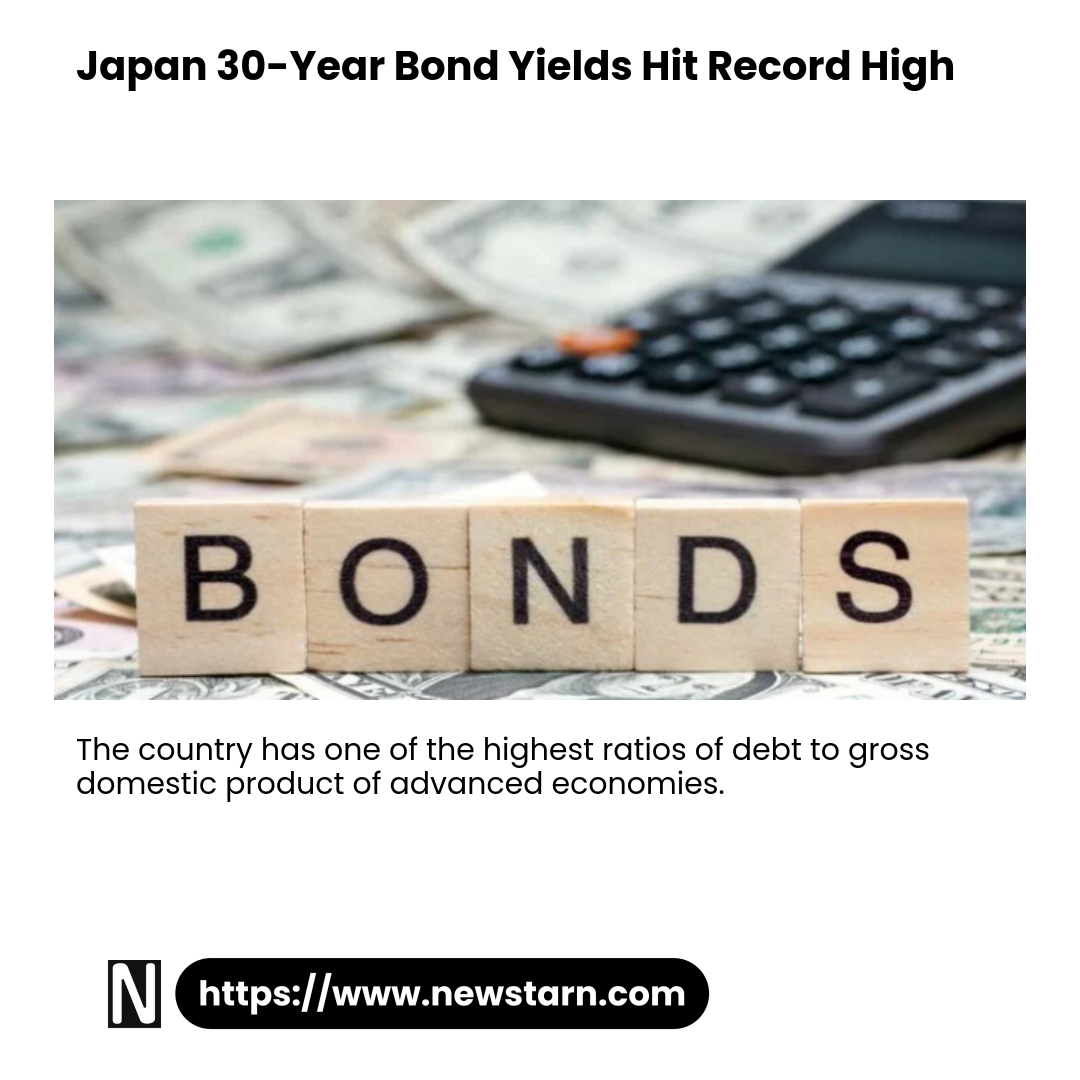 Japan 30-Year Bond Yields Hit Record High
BONDS
The country has one of the highest ratios of debt to gross
domestic product of advanced economies.
N https://www.newstarn.com